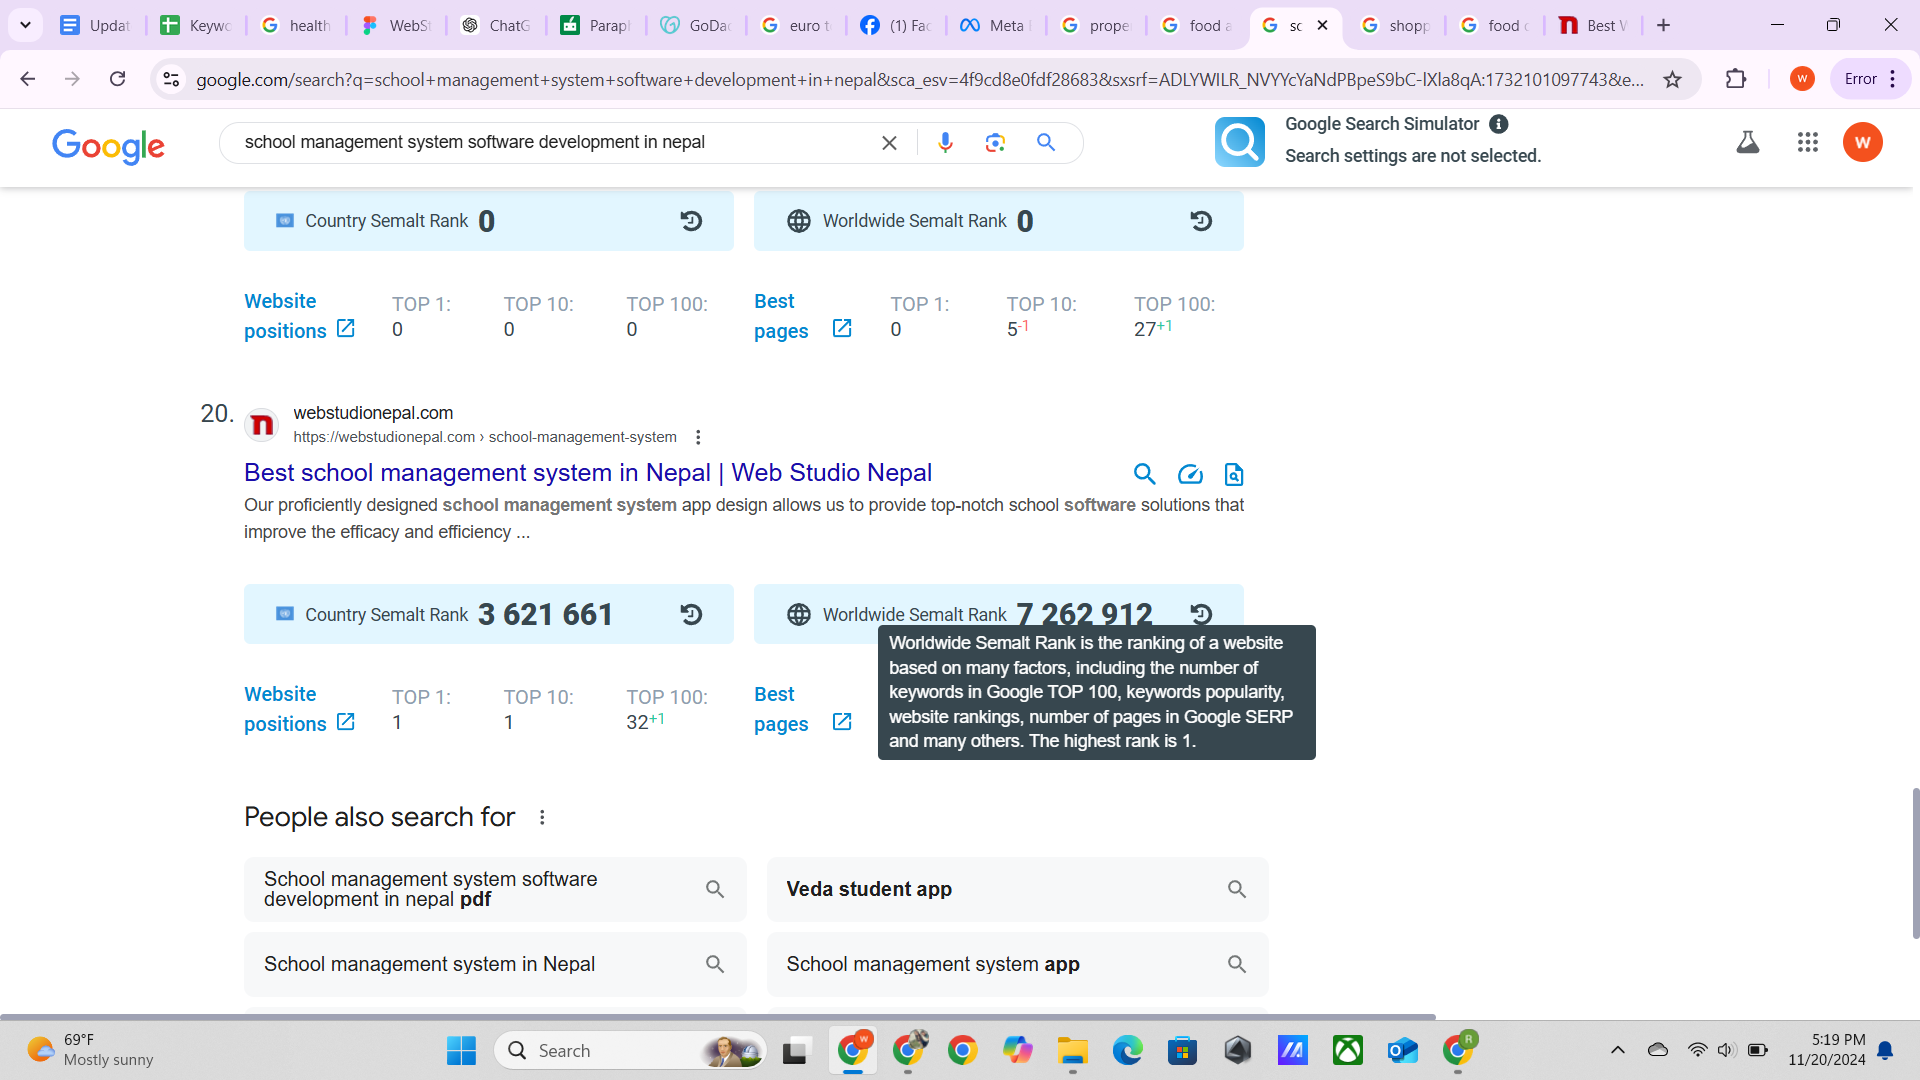 Updat
Keywo
health
WebSt
ChatG
Paraph
GoDac
euro to
(1) Fac
Meta
prope
food a
sc
shopp
food c
Best W
google.com/search?q=school+management+system+software+development+in+nepal&sca_esv=4f9cd8e0fdf28683&sxsrf=ADLYWILR_NVYYcYaNdPBpeS9bC-lXla8qA:1732101097743&e...
W
Error
Google
school management system software development in nepal
Google Search Simulator
Search settings are not selected.
W
Country Semalt Rank 0
Worldwide Semalt Rank 0
Website positions
TOP 1: 0
TOP 10: 0
TOP 100: 0
Best pages
TOP 1: 0
TOP 10: 5-1
TOP 100: 27+1
20.
webstudionepal.com
https://webstudionepal.com › school-management-system
Best school management system in Nepal | Web Studio Nepal
Our proficiently designed school management system app design allows us to provide top-notch school software solutions that
improve the efficacy and efficiency ...
Country Semalt Rank 3 621 661
Worldwide Semalt Rank 7 262 912
Worldwide Semalt Rank is the ranking of a website
based on many factors, including the number of
keywords in Google TOP 100, keywords popularity,
website rankings, number of pages in Google SERP
and many others. The highest rank is 1.
Website positions
TOP 1: 1
TOP 10: 1
TOP 100: 32+1
Best pages
People also search for
School management system software
development in nepal pdf
Veda student app
School management system in Nepal
School management system app
69°F
Mostly sunny
Search
W
R
5:19 PM
11/20/2024